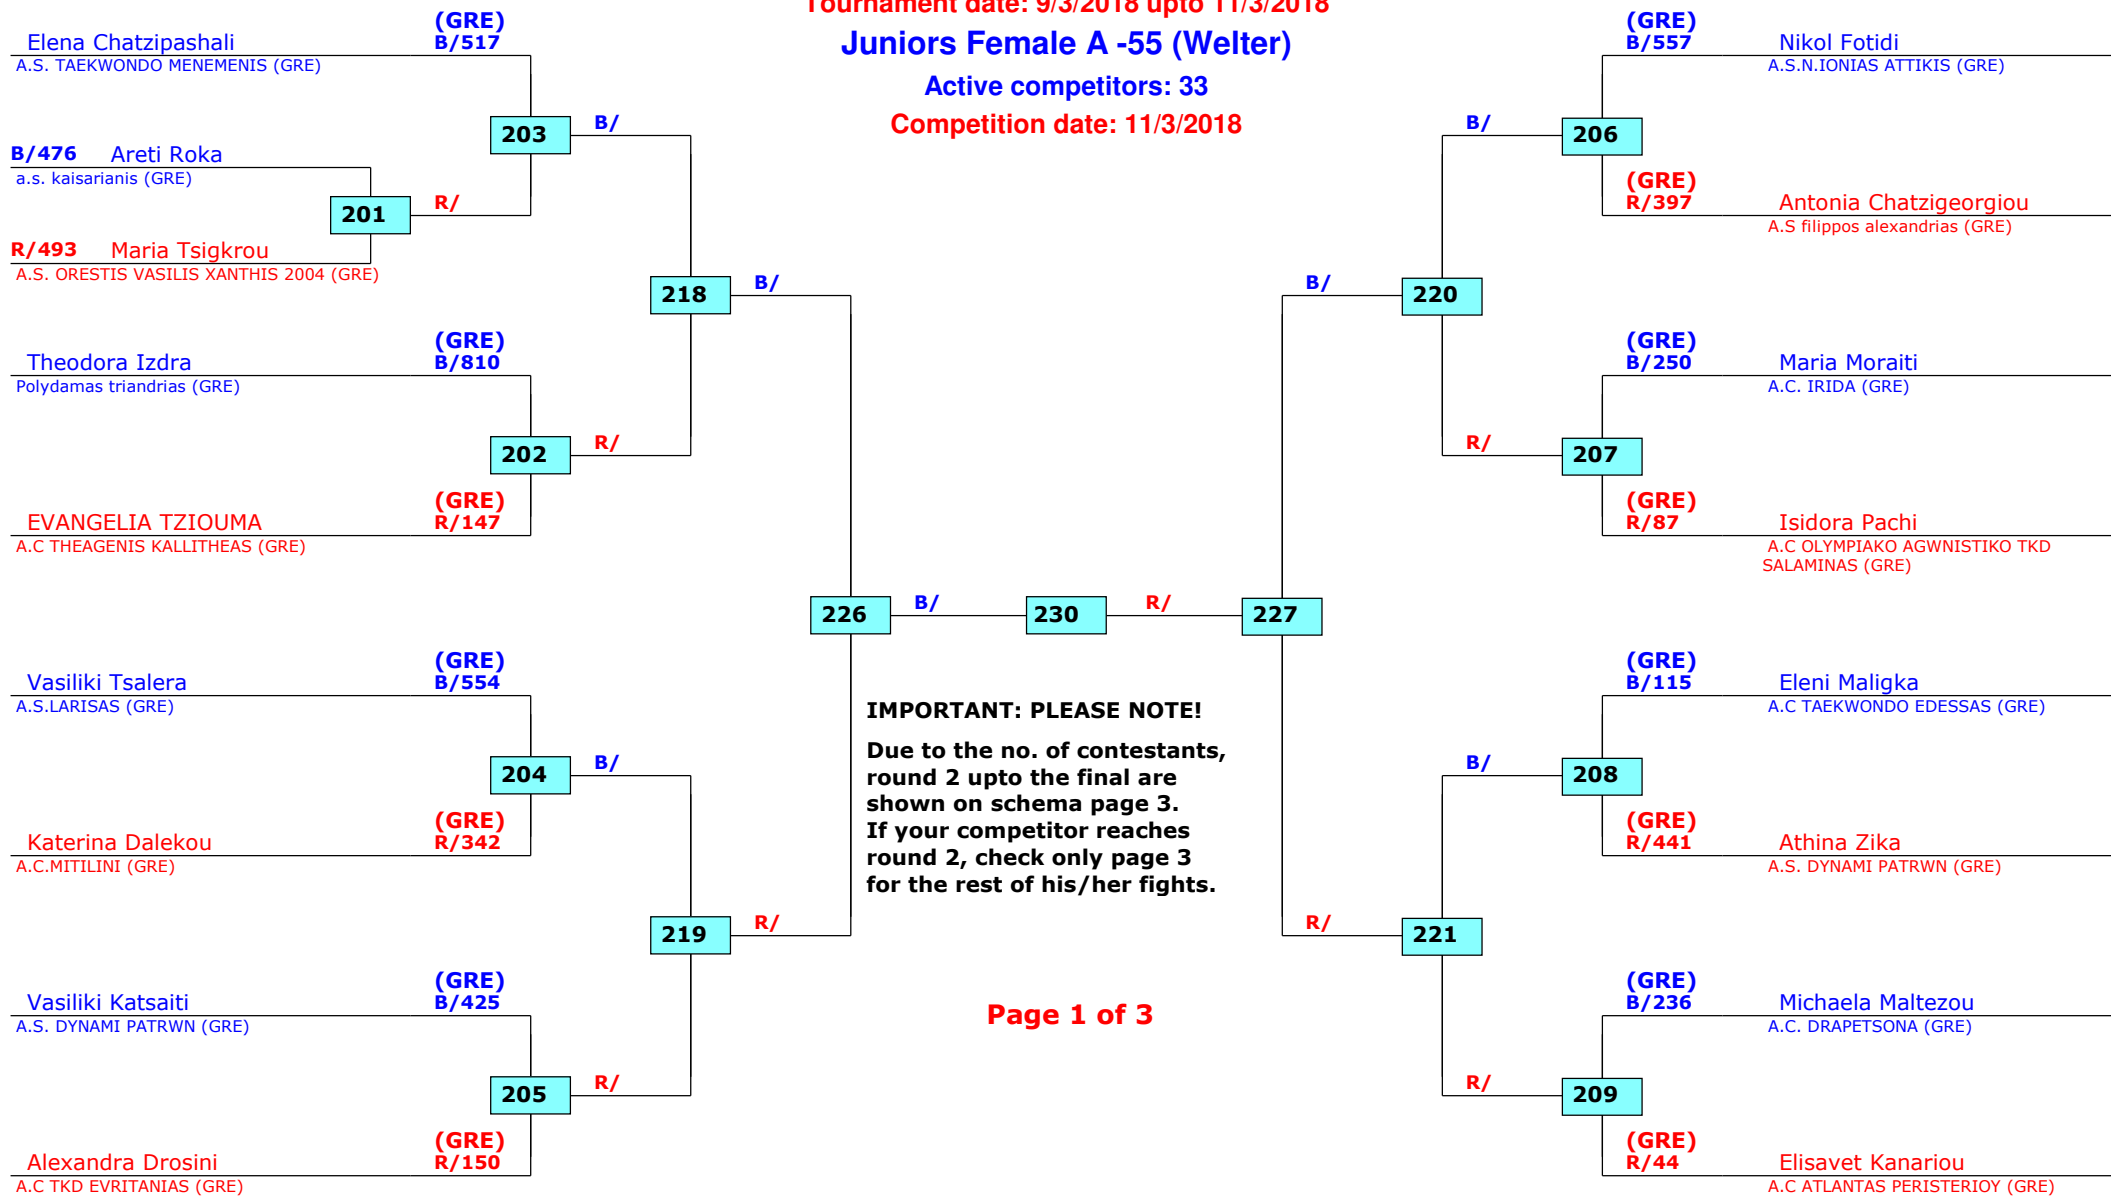 Tournament date: 9/3/2018 upto 11/3/2018
Juniors Female A -55 (Welter)
Active competitors: 33
Competition date: 11/3/2018
(GRE)
Elena Chatzipashali B/517
A.S. TAEKWONDO MENEMENIS (GRE)
203 B/
B/476 Areti Roka
a.s. kaisarianis (GRE)
201 R/
R/493 Maria Tsigkrou
A.S. ORESTIS VASILIS XANTHIS 2004 (GRE)
218 B/
(GRE)
Theodora Izdra B/810
Polydamas triandrias (GRE)
202 R/
(GRE)
EVANGELIA TZIOUMA R/147
A.C THEAGENIS KALLITHEAS (GRE)
226 B/ 230 R/ 227
(GRE)
Vasiliki Tsalera B/554
A.S.LARISAS (GRE)
204 B/
(GRE)
Katerina Dalekou R/342
A.C.MITILINI (GRE)
219 R/
(GRE)
Vasiliki Katsaiti B/425
A.S. DYNAMI PATRWN (GRE)
205 R/
(GRE)
Alexandra Drosini R/150
A.C TKD EVRITANIAS (GRE)
IMPORTANT: PLEASE NOTE!
Due to the no. of contestants,
round 2 upto the final are
shown on schema page 3.
If your competitor reaches
round 2, check only page 3
for the rest of his/her fights.
Page 1 of 3
(GRE)
B/557 Nikol Fotidi
A.S.N.IONIAS ATTIKIS (GRE)
B/ 206
(GRE)
R/397 Antonia Chatzigeorgiou
A.S filippos alexandrias (GRE)
B/ 220
(GRE)
B/250 Maria Moraiti
A.C. IRIDA (GRE)
R/ 207
(GRE)
R/87 Isidora Pachi
A.C OLYMPIAKO AGWNISTIKO TKD
SALAMINAS (GRE)
(GRE)
B/115 Eleni Maligka
A.C TAEKWONDO EDESSAS (GRE)
B/ 208
(GRE)
R/441 Athina Zika
A.S. DYNAMI PATRWN (GRE)
R/ 221
(GRE)
B/236 Michaela Maltezou
A.C. DRAPETSONA (GRE)
R/ 209
(GRE)
R/44 Elisavet Kanariou
A.C ATLANTAS PERISTERIOY (GRE)